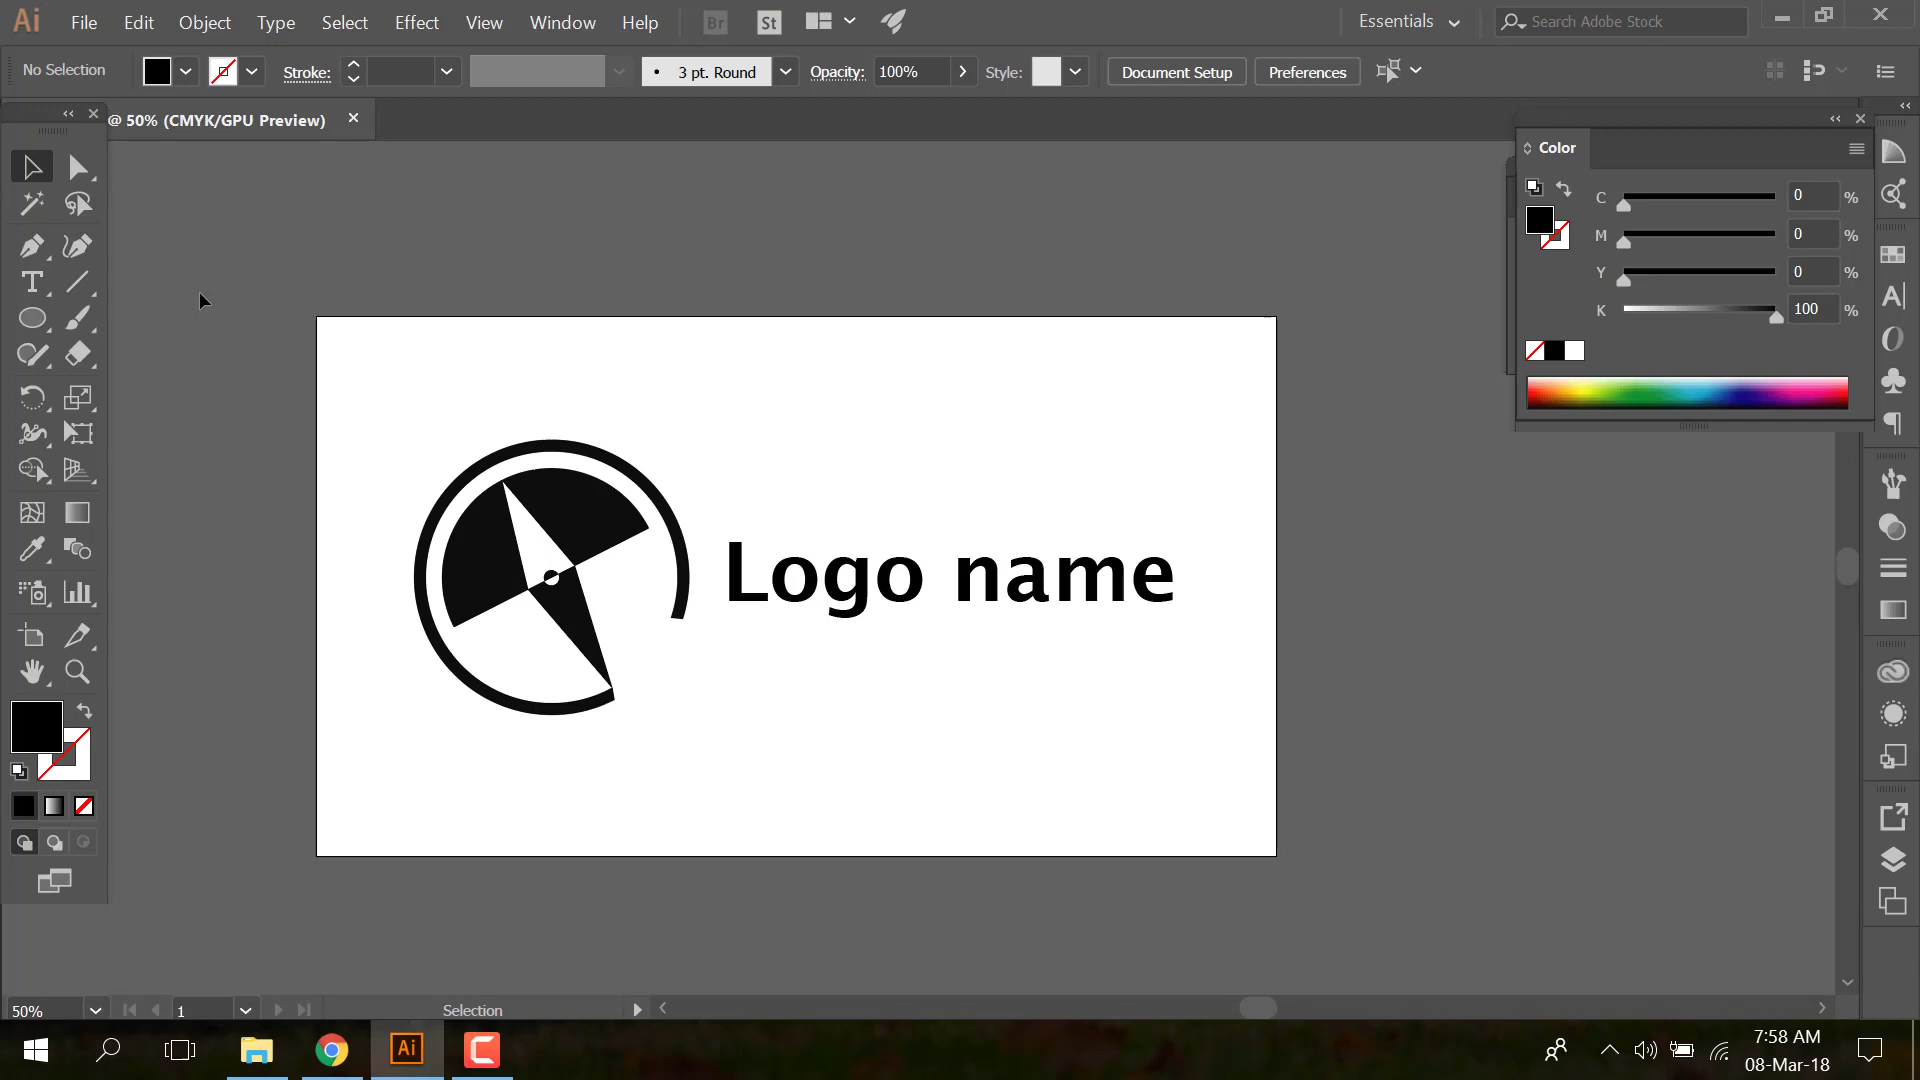 Ai File Edit Object Type Select Effect View Window Help Br St Essentials Search Adobe Stock
No Selection Stroke: 3 pt. Round Opacity: 100% Style: Document Setup Preferences
@ 50% (CMYK/GPU Preview)
Color
C 0 %
M 0 %
Y 0 %
K 100 %
Logo name
50% 1 Selection
Ai
7:58 AM
08-Mar-18